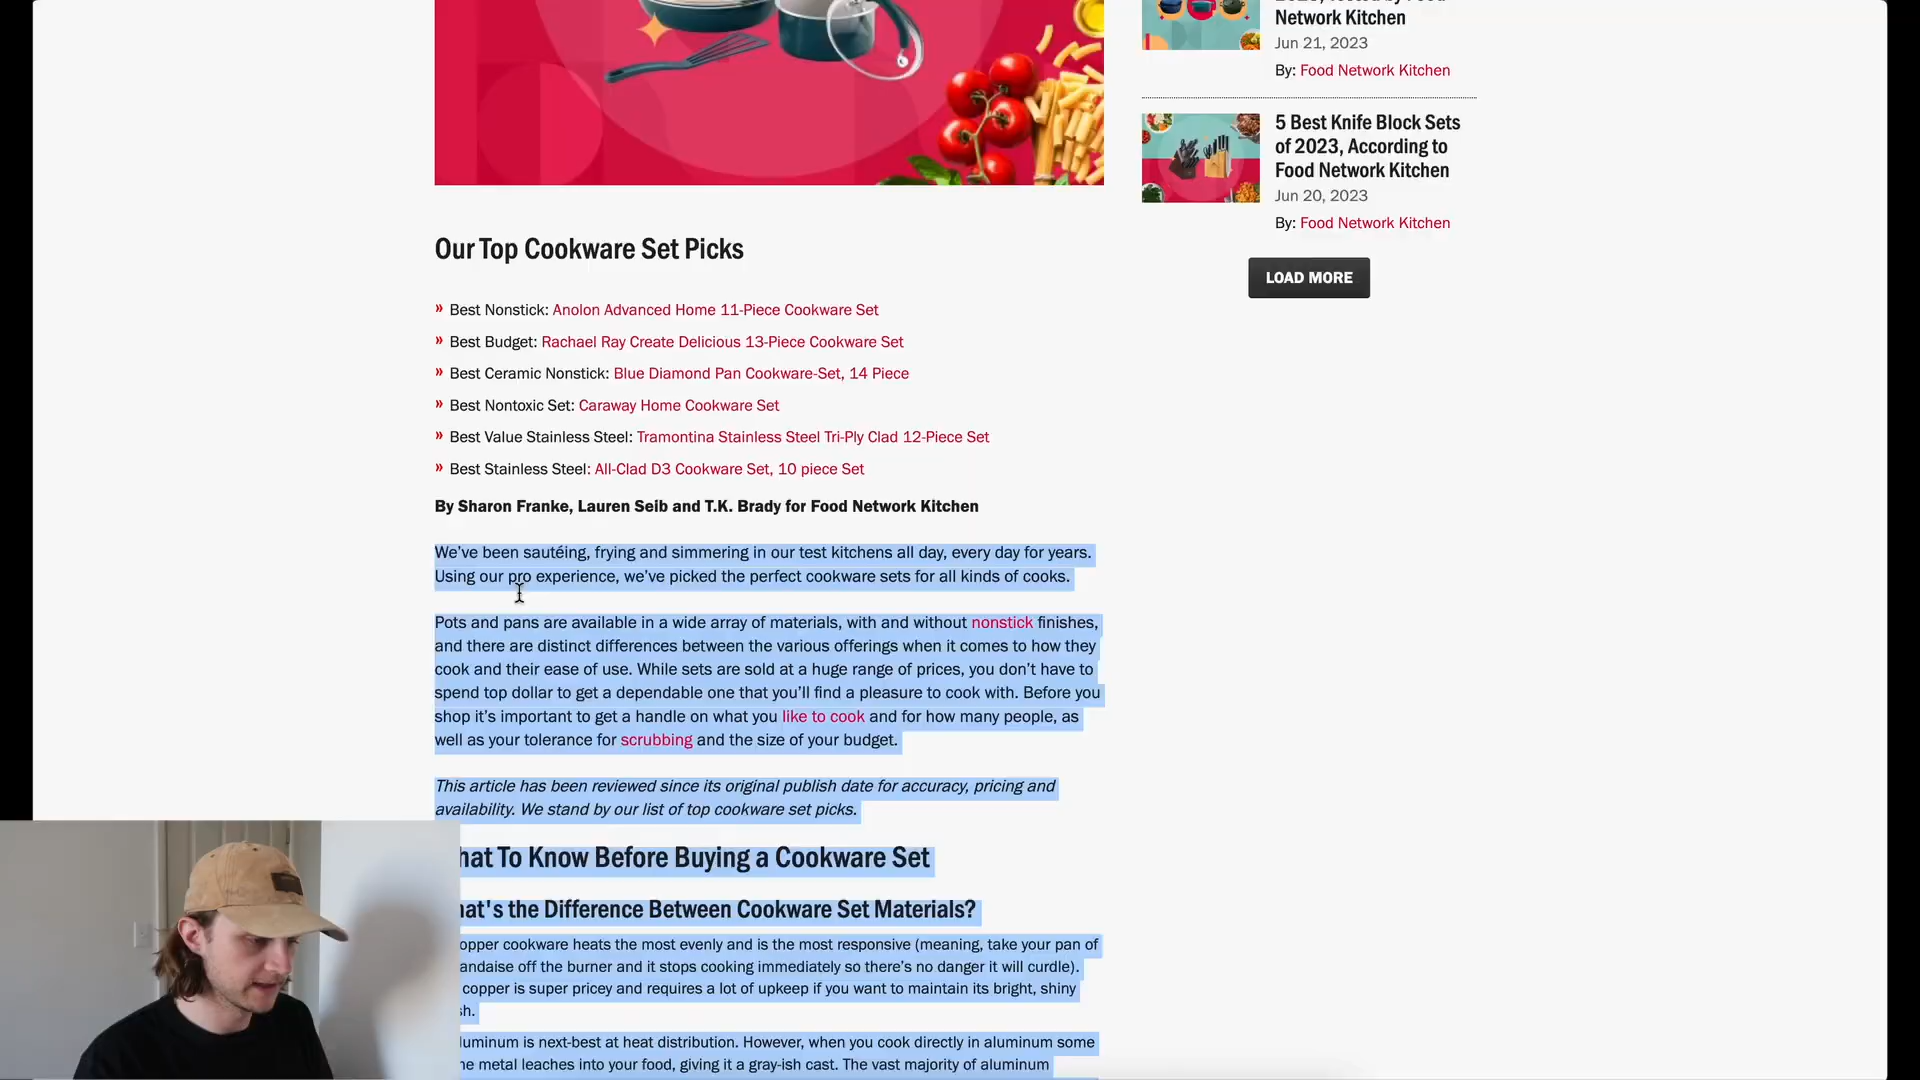 Network Kitchen
Jun 21, 2023
By: Food Network Kitchen
5 Best Knife Block Sets
of 2023, According to
Food Network Kitchen
Jun 20, 2023
By: Food Network Kitchen
LOAD MORE
Our Top Cookware Set Picks
» Best Nonstick: Anolon Advanced Home 11-Piece Cookware Set
» Best Budget: Rachael Ray Create Delicious 13-Piece Cookware Set
» Best Ceramic Nonstick: Blue Diamond Pan Cookware-Set, 14 Piece
» Best Nontoxic Set: Caraway Home Cookware Set
» Best Value Stainless Steel: Tramontina Stainless Steel Tri-Ply Clad 12-Piece Set
» Best Stainless Steel: All-Clad D3 Cookware Set, 10 piece Set
By Sharon Franke, Lauren Seib and T.K. Brady for Food Network Kitchen
We’ve been sautéing, frying and simmering in our test kitchens all day, every day for years.
Using our pro experience, we’ve picked the perfect cookware sets for all kinds of cooks.
Pots and pans are available in a wide array of materials, with and without nonstick finishes,
and there are distinct differences between the various offerings when it comes to how they
cook and their ease of use. While sets are sold at a huge range of prices, you don’t have to
spend top dollar to get a dependable one that you’ll find a pleasure to cook with. Before you
shop it’s important to get a handle on what you like to cook and for how many people, as
well as your tolerance for scrubbing and the size of your budget.
This article has been reviewed since its original publish date for accuracy, pricing and
availability. We stand by our list of top cookware set picks.
hat To Know Before Buying a Cookware Set
hat's the Difference Between Cookware Set Materials?
opper cookware heats the most evenly and is the most responsive (meaning, take your pan of
andaise off the burner and it stops cooking immediately so there’s no danger it will curdle).
copper is super pricey and requires a lot of upkeep if you want to maintain its bright, shiny
sh.
luminum is next-best at heat distribution. However, when you cook directly in aluminum some
he metal leaches into your food, giving it a gray-ish cast. The vast majority of aluminum